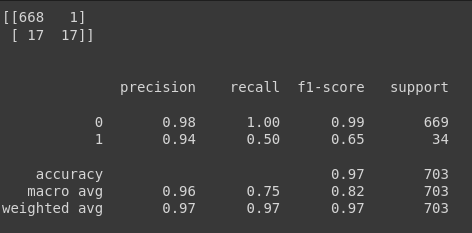 [[668   1]
 [ 17  17]]
              precision    recall  f1-score   support
           0       0.98      1.00      0.99       669
           1       0.94      0.50      0.65        34
    accuracy                           0.97       703
   macro avg       0.96      0.75      0.82       703
weighted avg       0.97      0.97      0.97       703